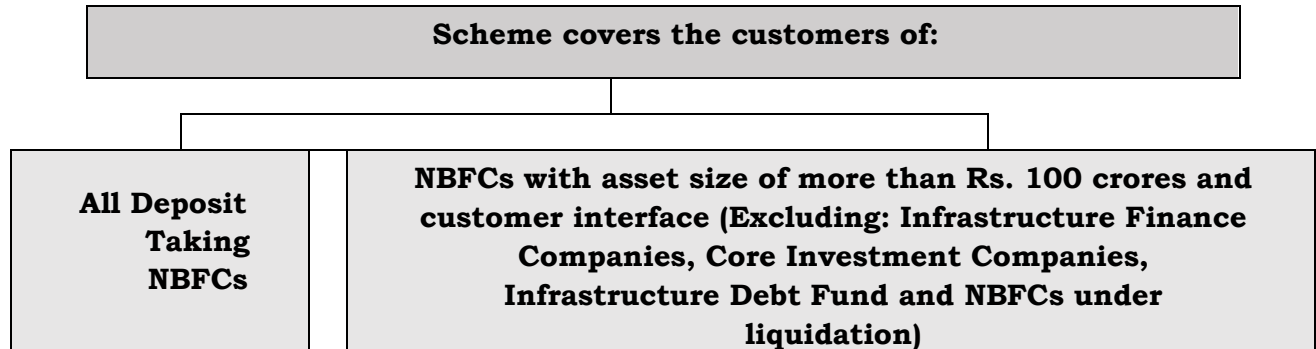 Scheme covers the customers of:
All Deposit
Taking
NBFCs
NBFCs with asset size of more than Rs. 100 crores and
customer interface (Excluding: Infrastructure Finance
Companies, Core Investment Companies,
Infrastructure Debt Fund and NBFCs under
liquidation)